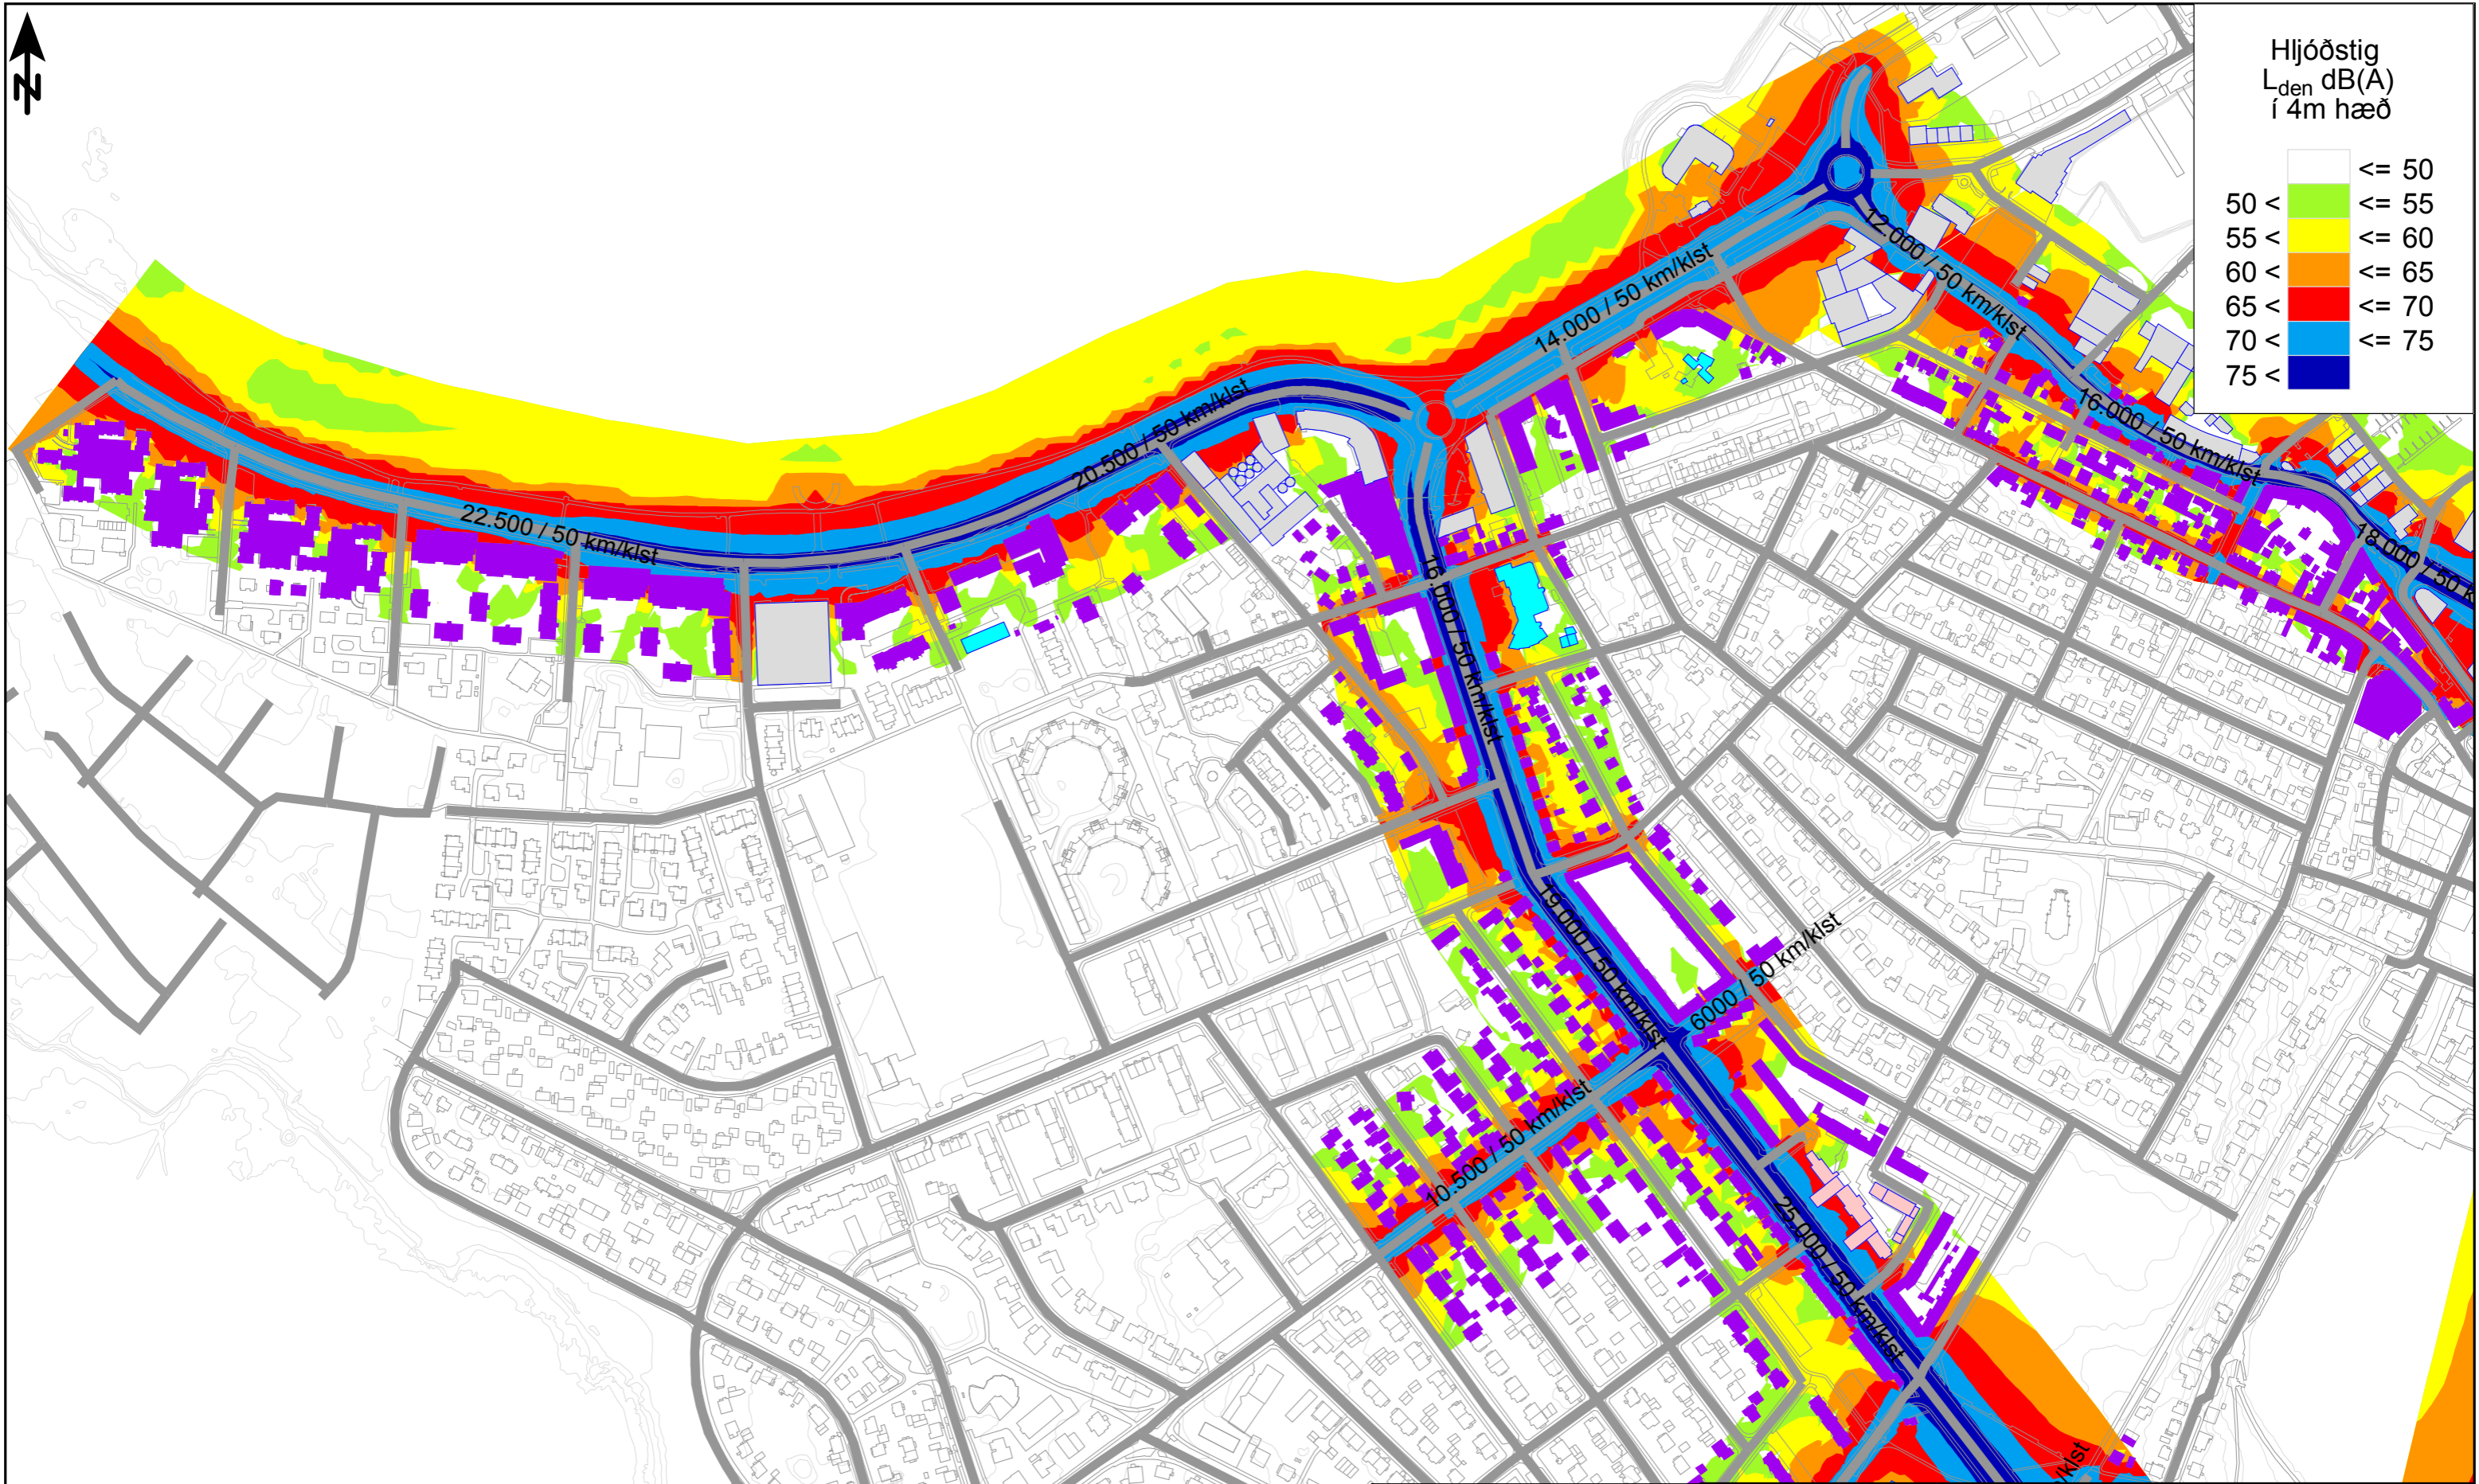 N
Hljóðstig
Lden dB(A)
í 4m hæð
<= 50
50 < <= 55
55 < <= 60
60 < <= 65
65 < <= 70
70 < <= 75
75 <
12.000 / 50 km/klst
14.000 / 50 km/klst
20.500 / 50 km/klst
16.000 / 50 km/klst
22.500 / 50 km/klst
18.000 / 50 k
16.000 / 50 km/klst
19.000 / 50 km/klst
6000 / 50 km/klst
10.500 / 50 km/klst
25.000 / 50 km/klst
/klst